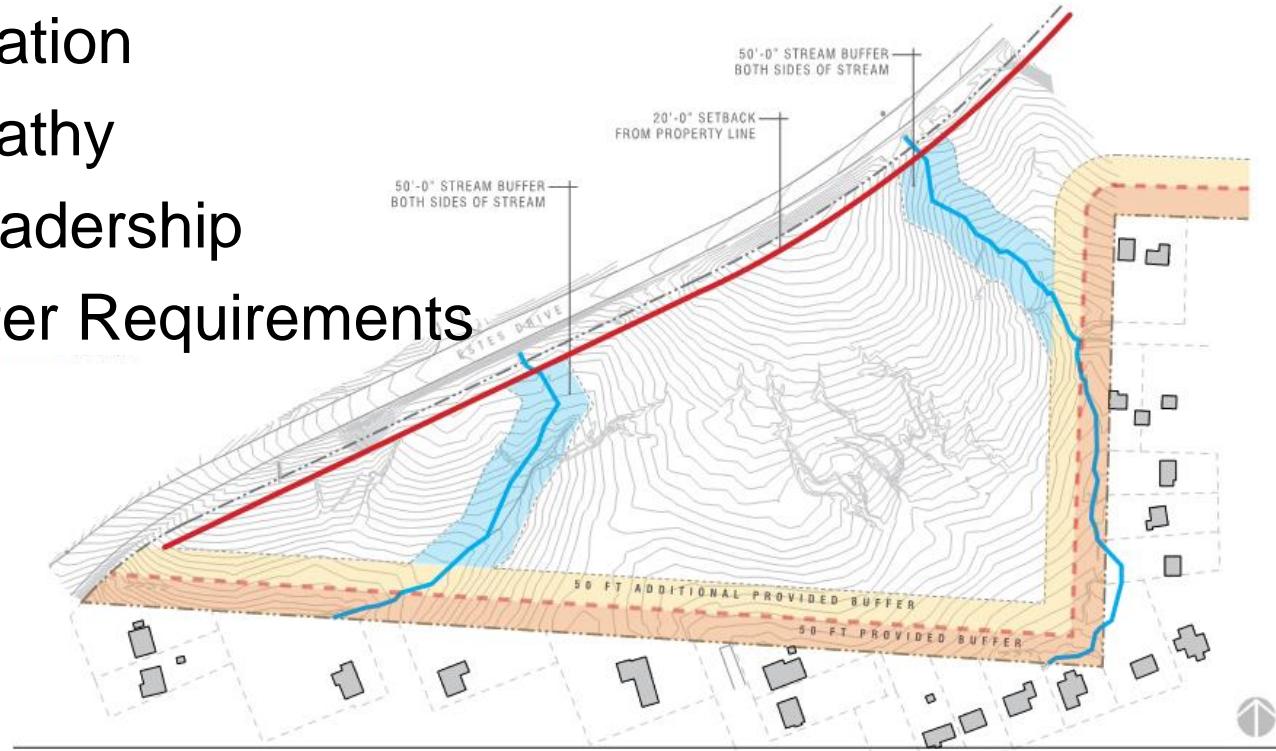 ation
athy
adership
ter Requirements
50'-0" STREAM BUFFER
BOTH SIDES OF STREAM
20'-0" SETBACK
FROM PROPERTY LINE
50'-0" STREAM BUFFER
BOTH SIDES OF STREAM
ESTES DRIVE
50 FT ADDITIONAL PROVIDED BUFFER
50 FT PROVIDED BUFFER